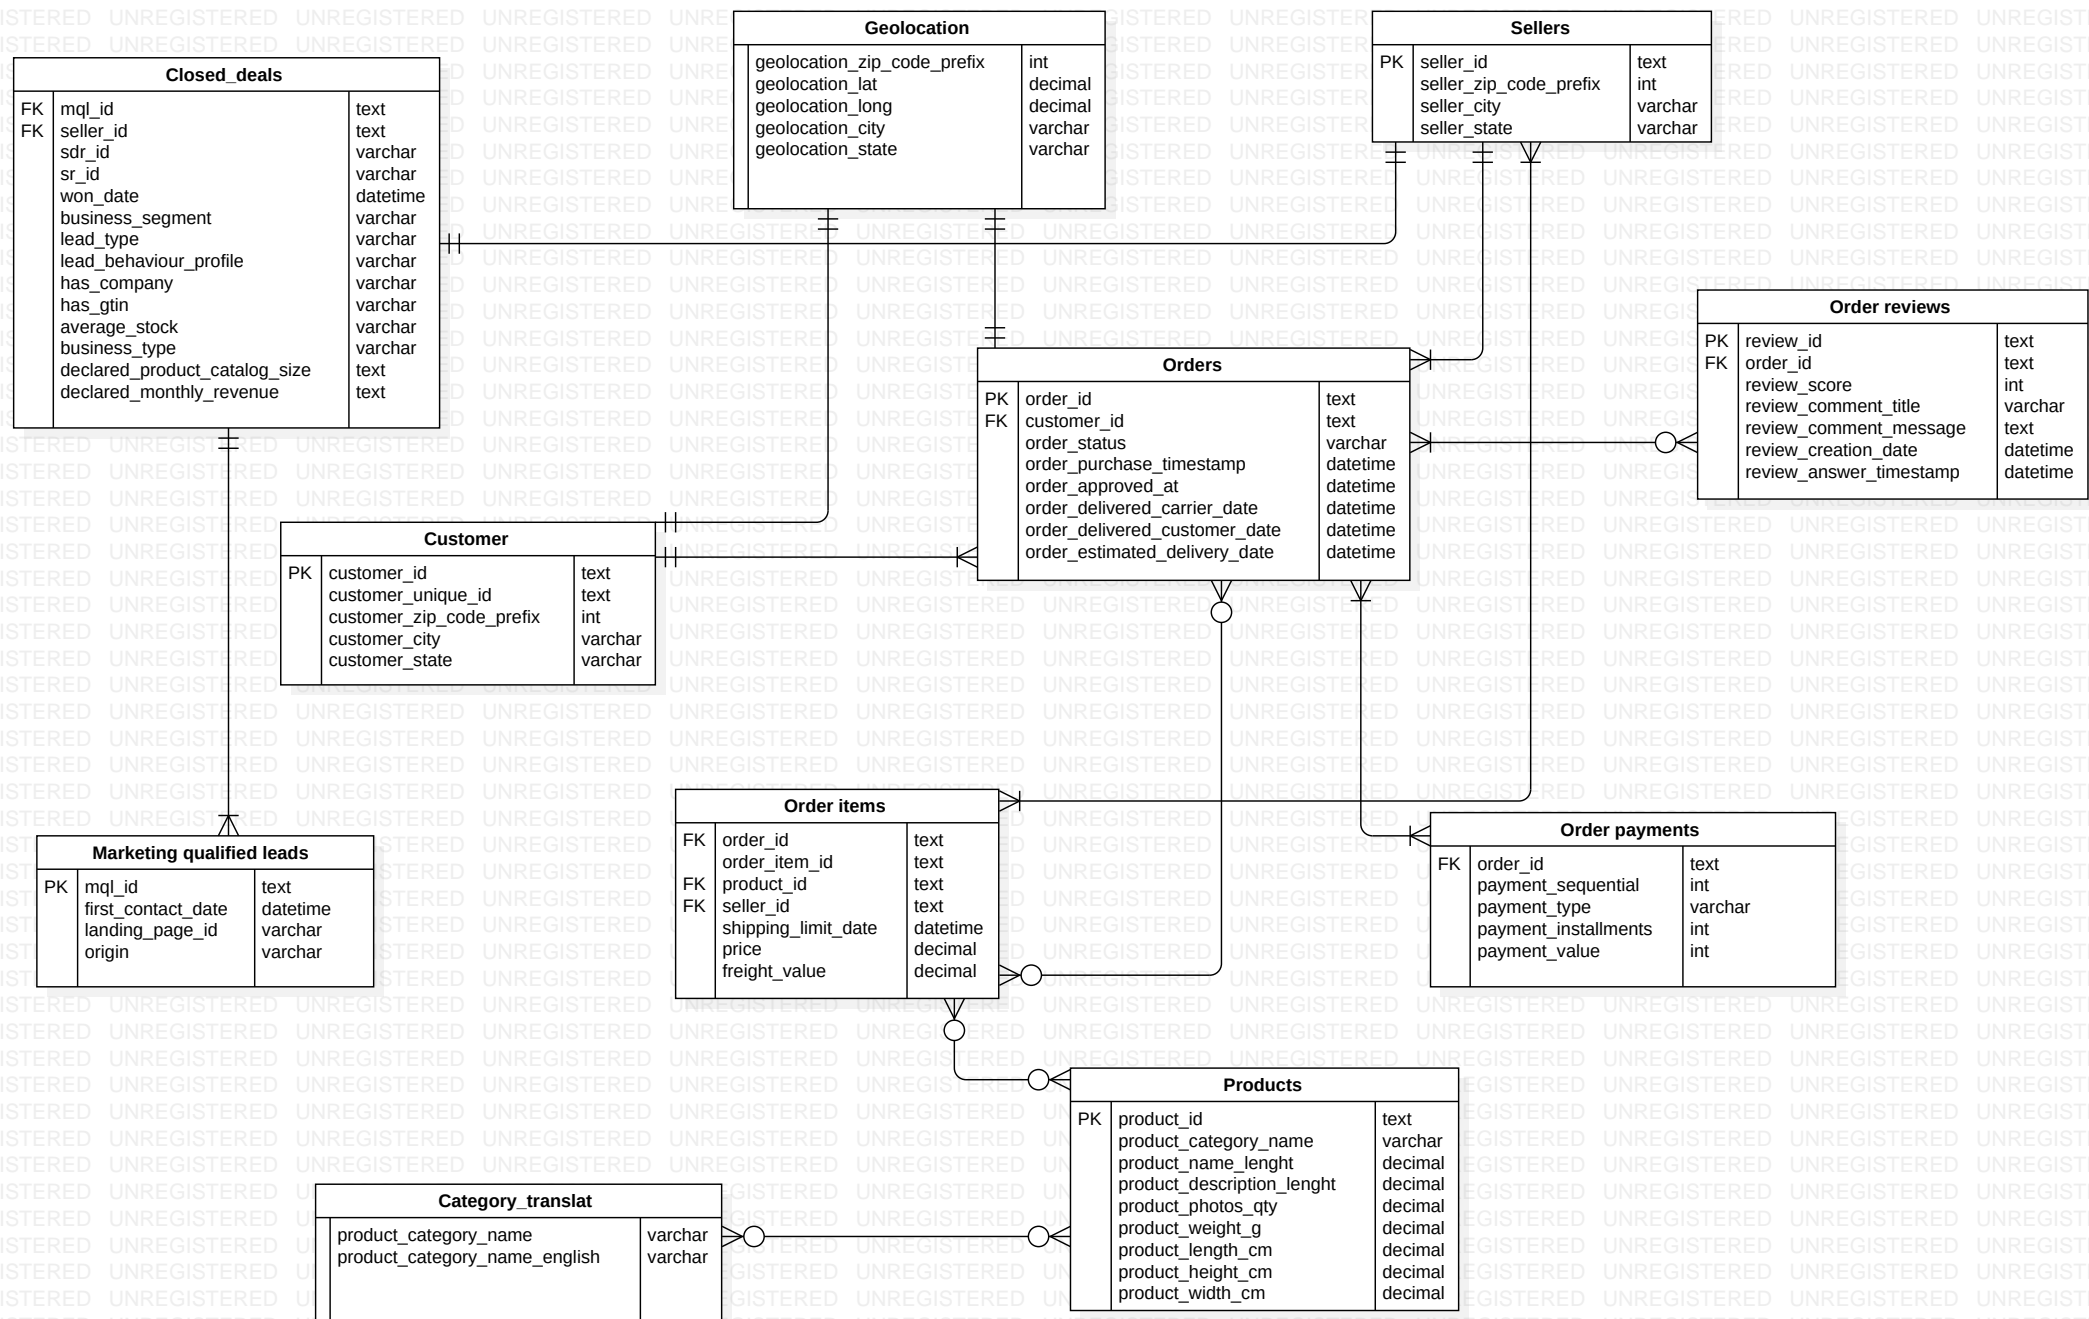 Geolocation
geolocation_zip_code_prefix int
geolocation_lat decimal
geolocation_long decimal
geolocation_city varchar
geolocation_state varchar
Sellers
PK seller_id text
seller_zip_code_prefix int
seller_city varchar
seller_state varchar
Closed_deals
FK mql_id text
FK seller_id text
sdr_id varchar
sr_id varchar
won_date datetime
business_segment varchar
lead_type varchar
lead_behaviour_profile varchar
has_company varchar
has_gtin varchar
average_stock varchar
business_type varchar
declared_product_catalog_size text
declared_monthly_revenue text
Order reviews
PK review_id text
FK order_id text
review_score int
review_comment_title varchar
review_comment_message text
review_creation_date datetime
review_answer_timestamp datetime
Orders
PK order_id text
FK customer_id text
order_status varchar
order_purchase_timestamp datetime
order_approved_at datetime
order_delivered_carrier_date datetime
order_delivered_customer_date datetime
order_estimated_delivery_date datetime
Customer
PK customer_id text
customer_unique_id text
customer_zip_code_prefix int
customer_city varchar
customer_state varchar
Order items
FK order_id text
order_item_id text
FK product_id text
FK seller_id text
shipping_limit_date datetime
price decimal
freight_value decimal
Order payments
FK order_id text
payment_sequential int
payment_type varchar
payment_installments int
payment_value int
Marketing qualified leads
PK mql_id text
first_contact_date datetime
landing_page_id varchar
origin varchar
Products
PK product_id text
product_category_name varchar
product_name_lenght decimal
product_description_lenght decimal
product_photos_qty decimal
product_weight_g decimal
product_length_cm decimal
product_height_cm decimal
product_width_cm decimal
Category_translat
product_category_name varchar
product_category_name_english varchar
UNREGISTERED